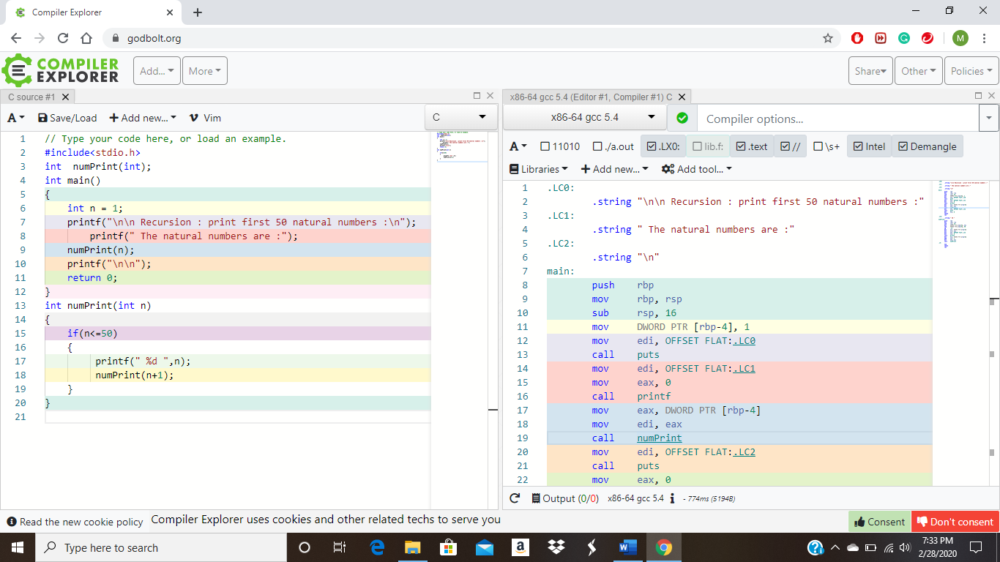 Compiler Explorer
godbolt.org
M
COMPILER
EXPLORER
Add...
More
Share
Other
Policies
C source #1
x86-64 gcc 5.4 (Editor #1, Compiler #1) C
A
Save/Load
Add new...
Vim
C
x86-64 gcc 5.4
Compiler options...
A
11010
./a.out
.LX0:
lib.f:
.text
//
\s+
Intel
Demangle
Libraries
Add new...
Add tool...
1 // Type your code here, or load an example.
2 #include<stdio.h>
3 int  numPrint(int);
4 int main()
5 {
6     int n = 1;
7     printf("\n\n Recursion : print first 50 natural numbers :\n");
8         printf(" The natural numbers are :");
9     numPrint(n);
10     printf("\n\n");
11     return 0;
12 }
13 int numPrint(int n)
14 {
15     if(n<=50)
16     {
17          printf(" %d ",n);
18          numPrint(n+1);
19     }
20 }
21
1 .LC0:
2         .string "\n\n Recursion : print first 50 natural numbers :"
3 .LC1:
4         .string " The natural numbers are :"
5 .LC2:
6         .string "\n"
7 main:
8         push    rbp
9         mov     rbp, rsp
10         sub     rsp, 16
11         mov     DWORD PTR [rbp-4], 1
12         mov     edi, OFFSET FLAT:.LC0
13         call    puts
14         mov     edi, OFFSET FLAT:.LC1
15         mov     eax, 0
16         call    printf
17         mov     eax, DWORD PTR [rbp-4]
18         mov     edi, eax
19         call    numPrint
20         mov     edi, OFFSET FLAT:.LC2
21         call    puts
22         mov     eax, 0
Output (0/0) x86-64 gcc 5.4 i - 774ms (5194B)
Read the new cookie policy Compiler Explorer uses cookies and other related techs to serve you
Consent
Don't consent
Type here to search
7:33 PM
2/28/2020